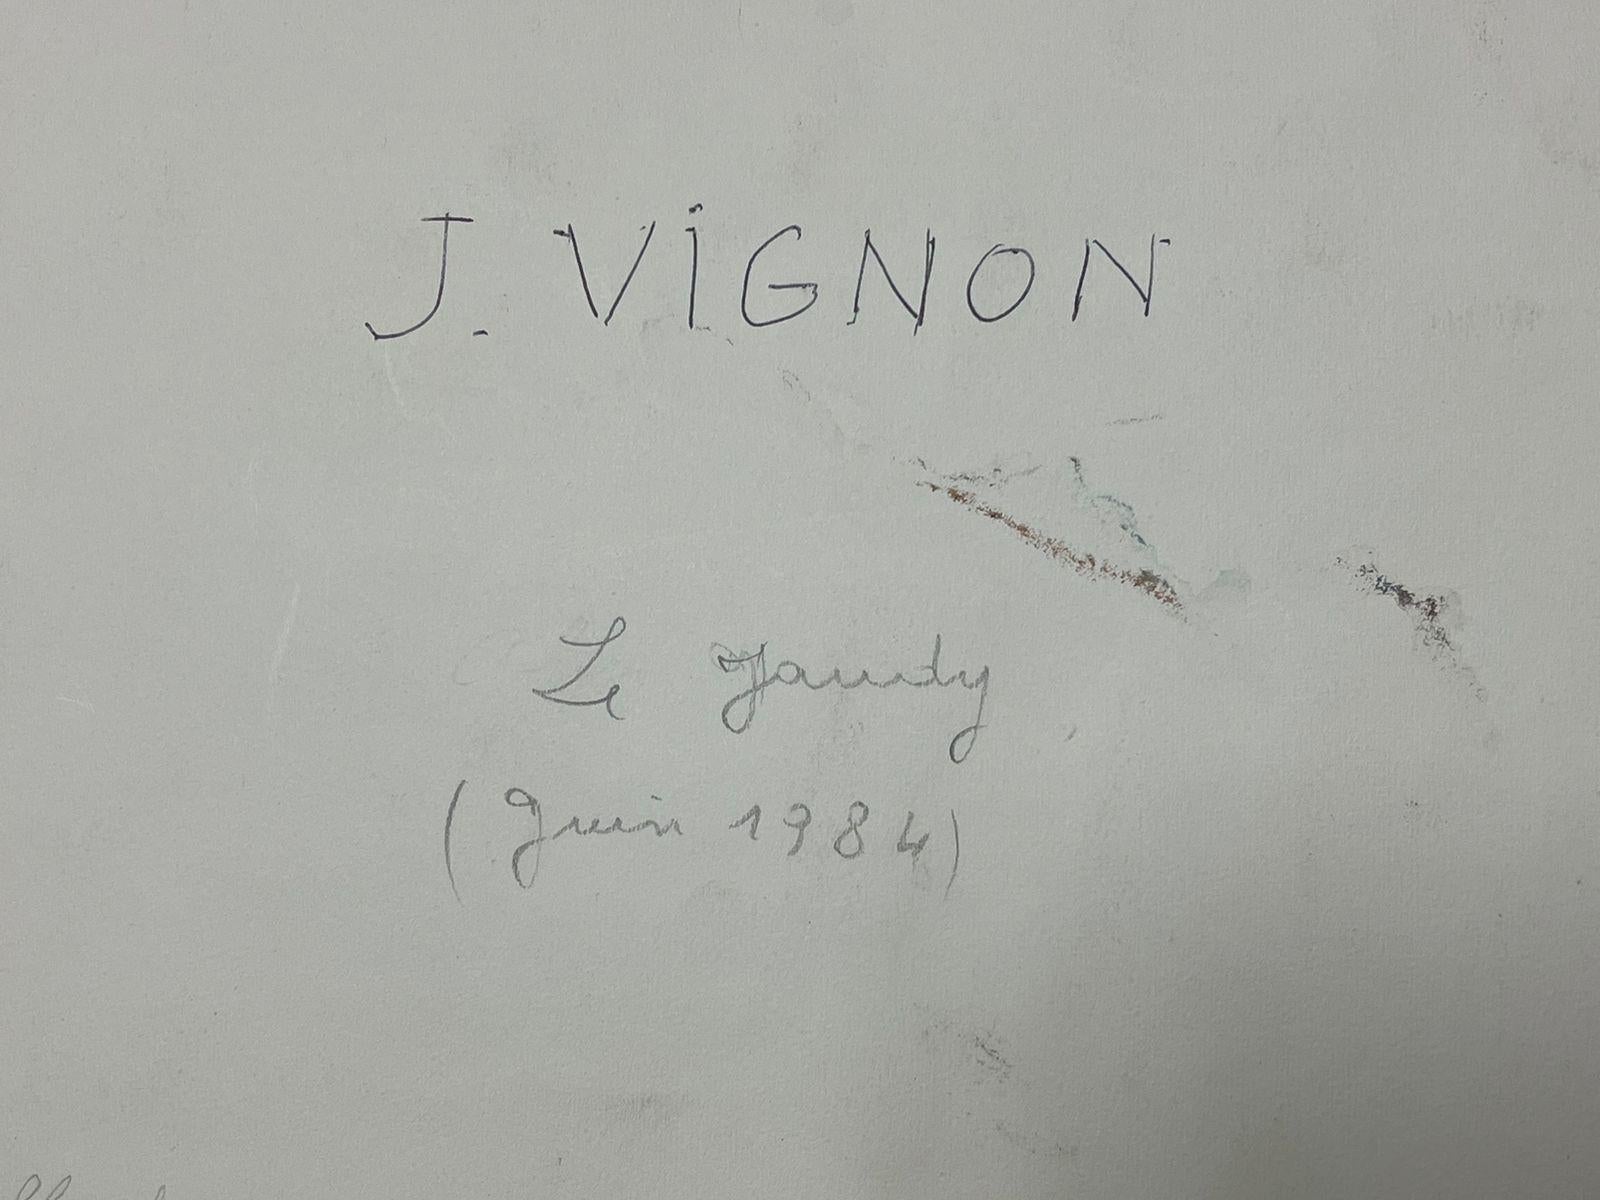 J. ViGNON
Le Jaudy
(Juin 1984)